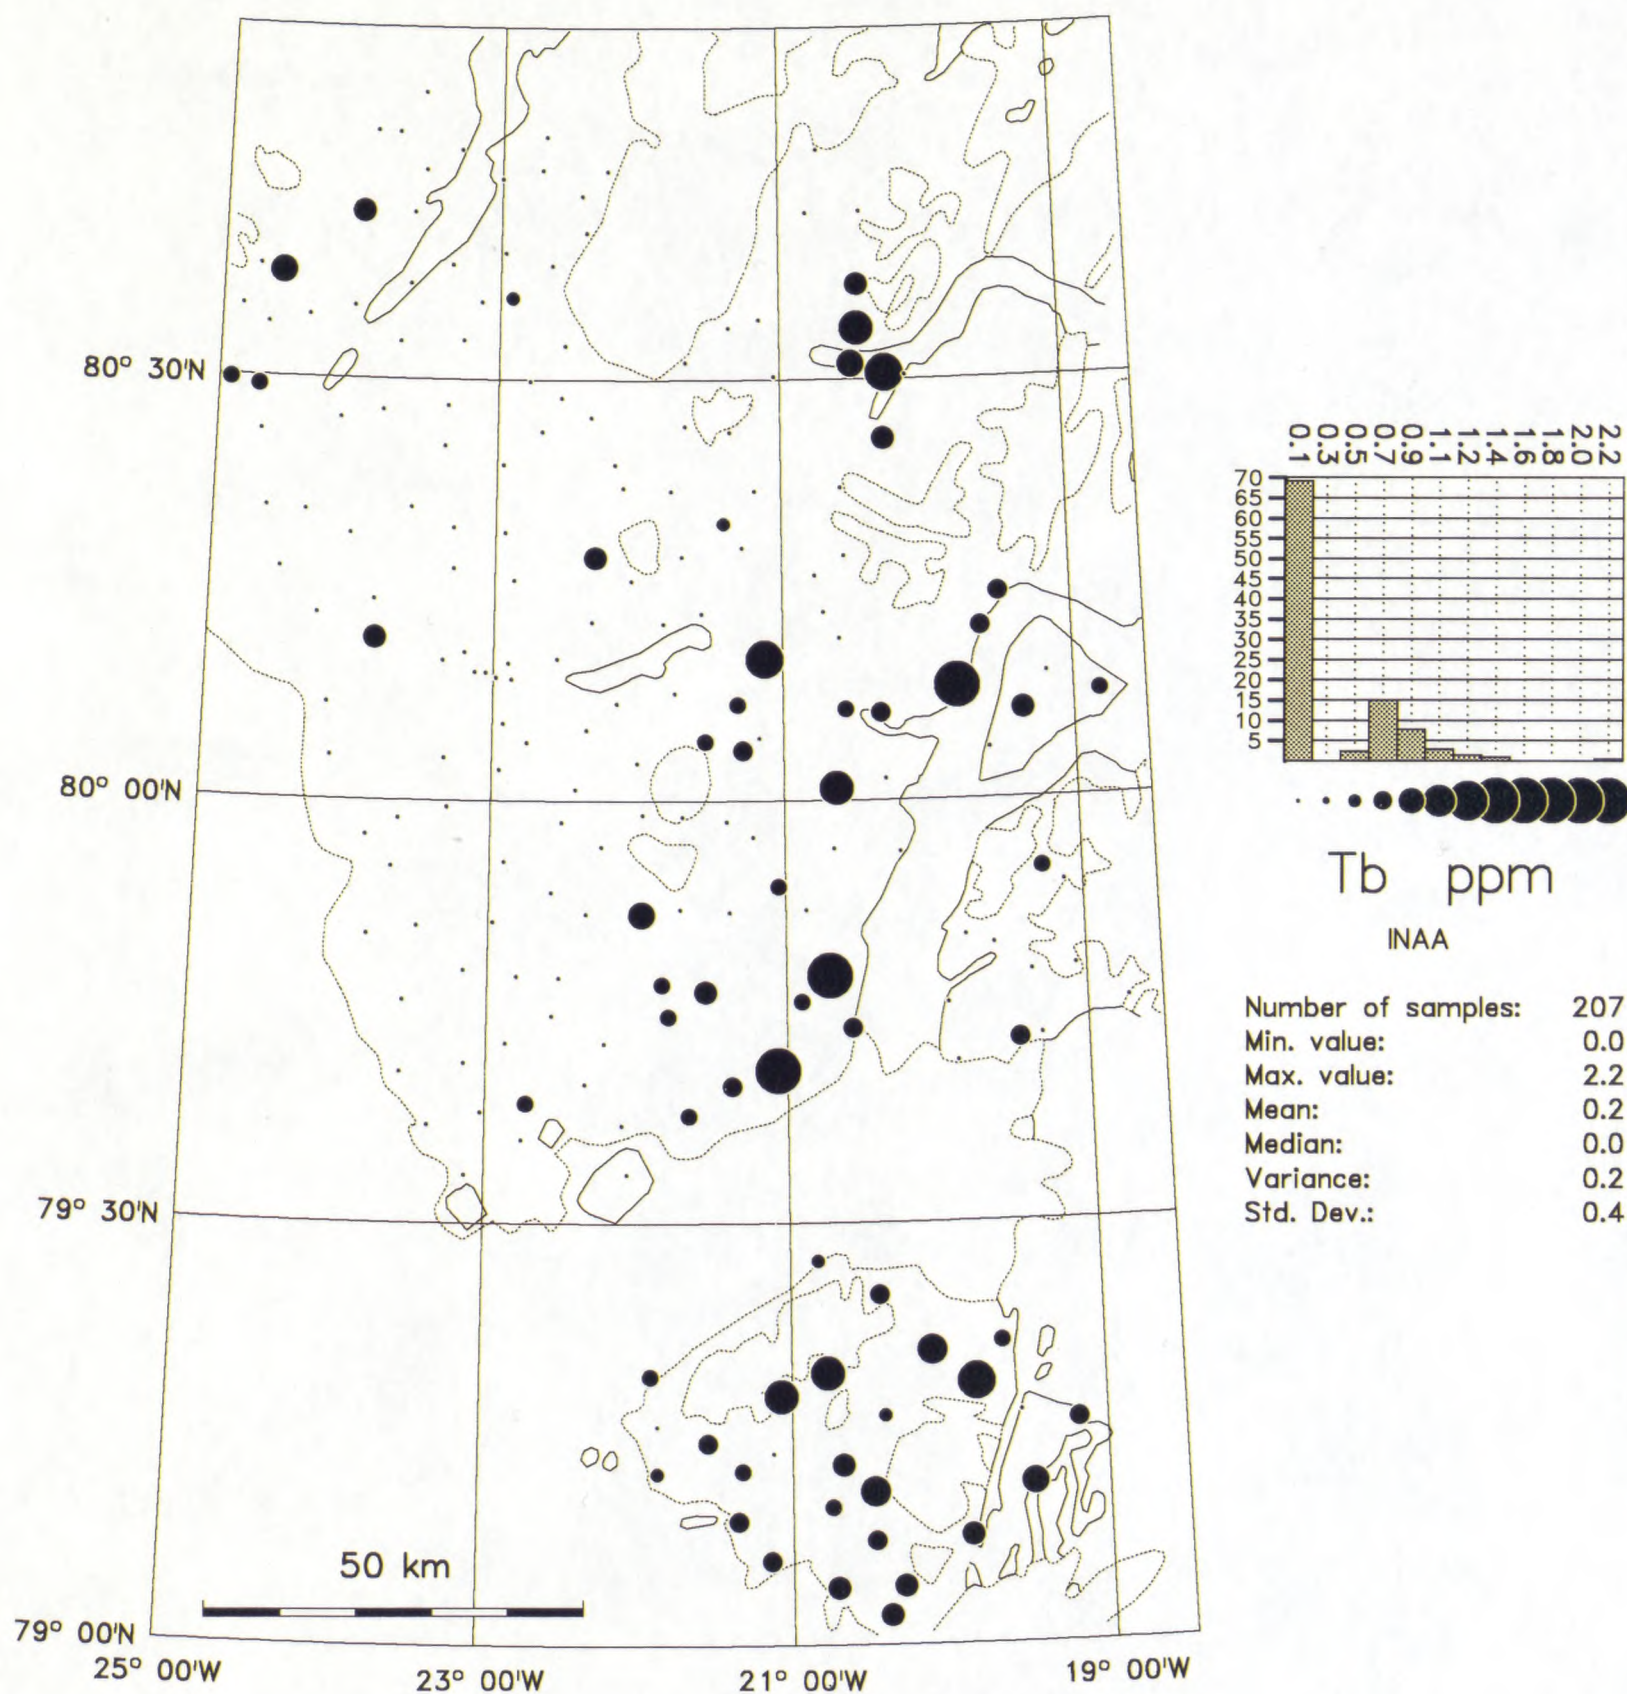 80° 30'N
80° 00'N
79° 30'N
79° 00'N
25° 00'W
23° 00'W
21° 00'W
19° 00'W
50 km
0.1 0.3 0.5 0.7 0.9 1.1 1.2 1.4 1.6 1.8 2.0 2.2
70
65
60
55
50
45
40
35
30
25
20
15
10
5
Tb ppm
INAA
Number of samples: 207
Min. value: 0.0
Max. value: 2.2
Mean: 0.2
Median: 0.0
Variance: 0.2
Std. Dev.: 0.4